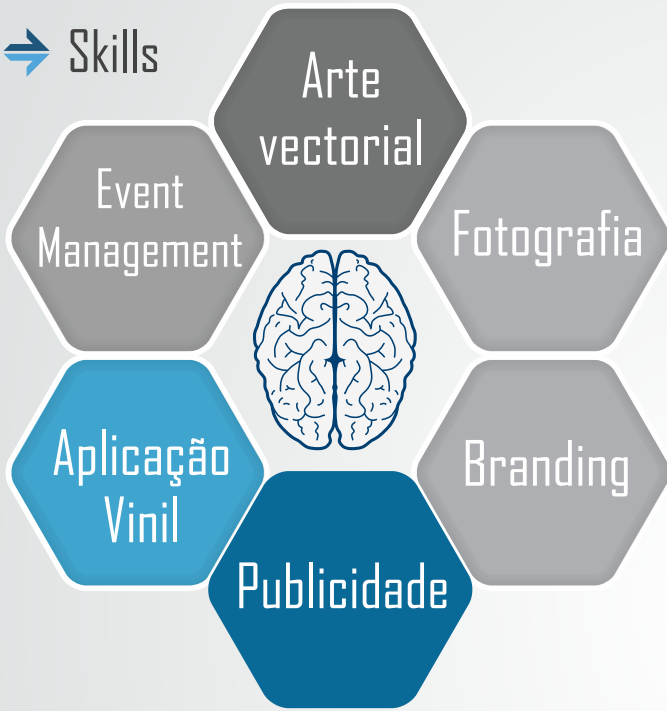 Skills
Arte
vectorial
Event
Management
Fotografia
Aplicação
Vinil
Branding
Publicidade